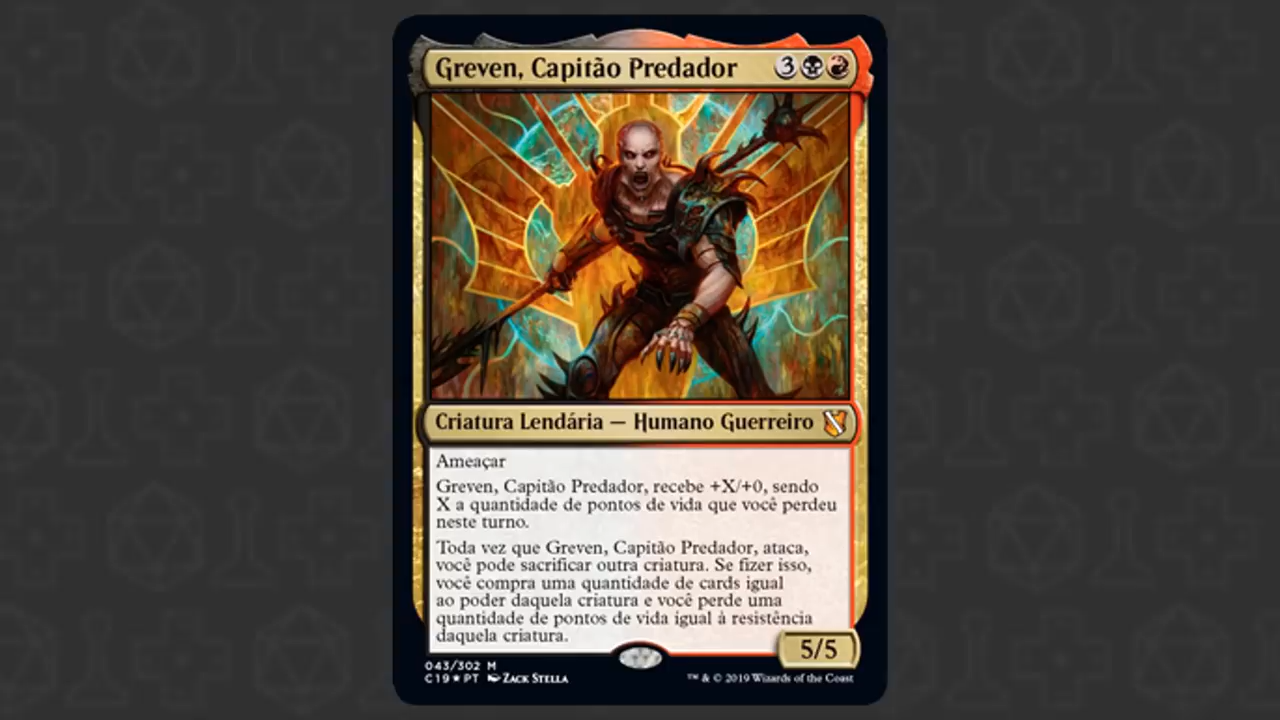 Greven, Capitão Predador 3
Criatura Lendária — Humano Guerreiro
Ameaçar
Greven, Capitão Predador, recebe +X/+0, sendo
X a quantidade de pontos de vida que você perdeu
neste turno.
Toda vez que Greven, Capitão Predador, ataca,
você pode sacrificar outra criatura. Se fizer isso,
você compra uma quantidade de cards igual
ao poder daquela criatura e você perde uma
quantidade de pontos de vida igual à resistência
daquela criatura.
5/5
043/302 M
C19★PT Zack Stella
™ & © 2019 Wizards of the Coast